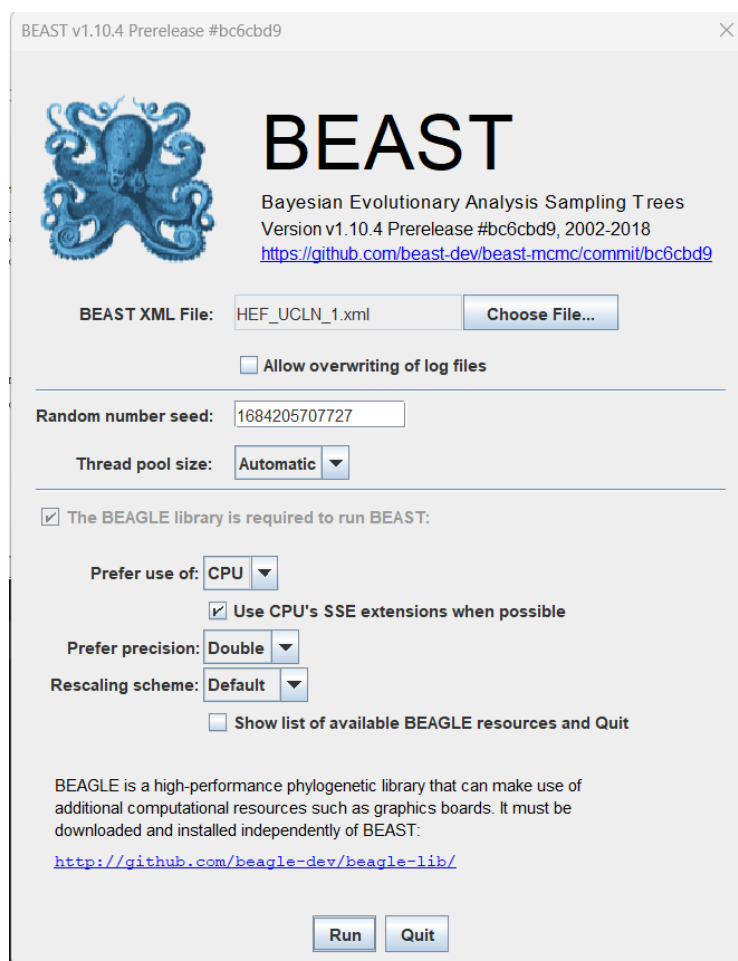 BEAST v1.10.4 Prerelease #bc6cbd9
BEAST
Bayesian Evolutionary Analysis Sampling Trees
Version v1.10.4 Prerelease #bc6cbd9, 2002-2018
https://github.com/beast-dev/beast-mcmc/commit/bc6cbd9
BEAST XML File: HEF_UCLN_1.xml Choose File...
Allow overwriting of log files
Random number seed: 1684205707727
Thread pool size: Automatic
The BEAGLE library is required to run BEAST:
Prefer use of: CPU
Use CPU's SSE extensions when possible
Prefer precision: Double
Rescaling scheme: Default
Show list of available BEAGLE resources and Quit
BEAGLE is a high-performance phylogenetic library that can make use of
additional computational resources such as graphics boards. It must be
downloaded and installed independently of BEAST:
http://github.com/beagle-dev/beagle-lib/
Run Quit